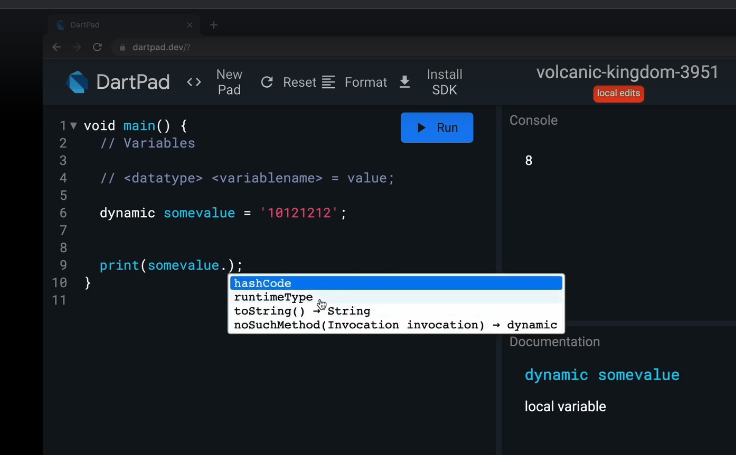 DartPad
dartpad.dev/?
DartPad
<> New Pad
Reset
Format
Install SDK
volcanic-kingdom-3951
local edits
Run
1 void main() {
2 // Variables
3
4 // <datatype> <variablename> = value;
5
6 dynamic somevalue = '10121212';
7
8
9 print(somevalue.);
10 }
11
hashCode
runtimeType
toString() → String
noSuchMethod(Invocation invocation) → dynamic
Console
8
Documentation
dynamic somevalue
local variable